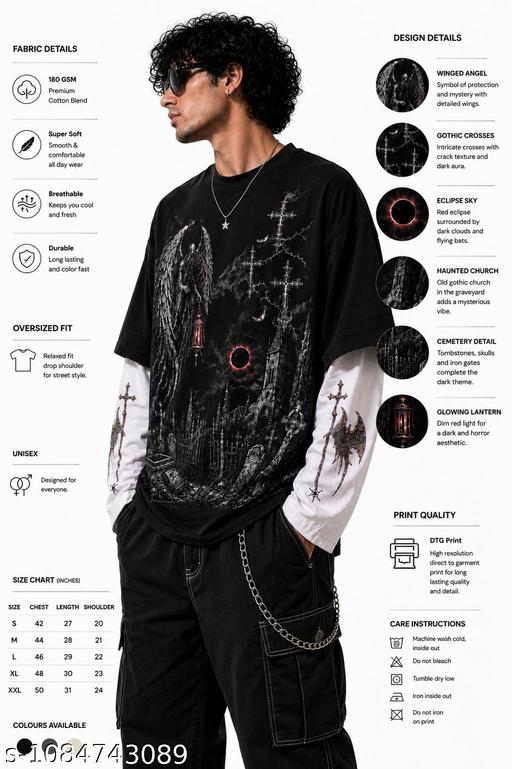 FABRIC DETAILS
180 GSM
Premium
Cotton Blend
Super Soft
Smooth &
comfortable
all day wear
Breathable
Keeps you cool
and fresh
Durable
Long lasting
and color fast
OVERSIZED FIT
Relaxed fit
drop shoulder
for street style.
UNISEX
Designed for
everyone.
SIZE CHART (INCHES)
SIZE CHEST LENGTH SHOULDER
S 42 27 20
M 44 28 21
L 46 29 22
XL 48 30 23
XXL 50 31 24
COLOURS AVAILABLE
s-1084743089
DESIGN DETAILS
WINGED ANGEL
Symbol of protection
and mystery with
detailed wings.
GOTHIC CROSSES
Intricate crosses with
crack texture and
dark aura.
ECLIPSE SKY
Red eclipse
surrounded by
dark clouds and
flying bats.
HAUNTED CHURCH
Old gothic church
in the graveyard
adds a mysterious
vibe.
CEMETERY DETAIL
Tombstones, skulls
and iron gates
complete the
dark theme.
GLOWING LANTERN
Dim red light for
a dark and horror
aesthetic.
PRINT QUALITY
DTG Print
High resolution
direct to garment
print for long
lasting quality
and detail.
CARE INSTRUCTIONS
Machine wash cold,
inside out
Do not bleach
Tumble dry low
Iron inside out
Do not iron
on print